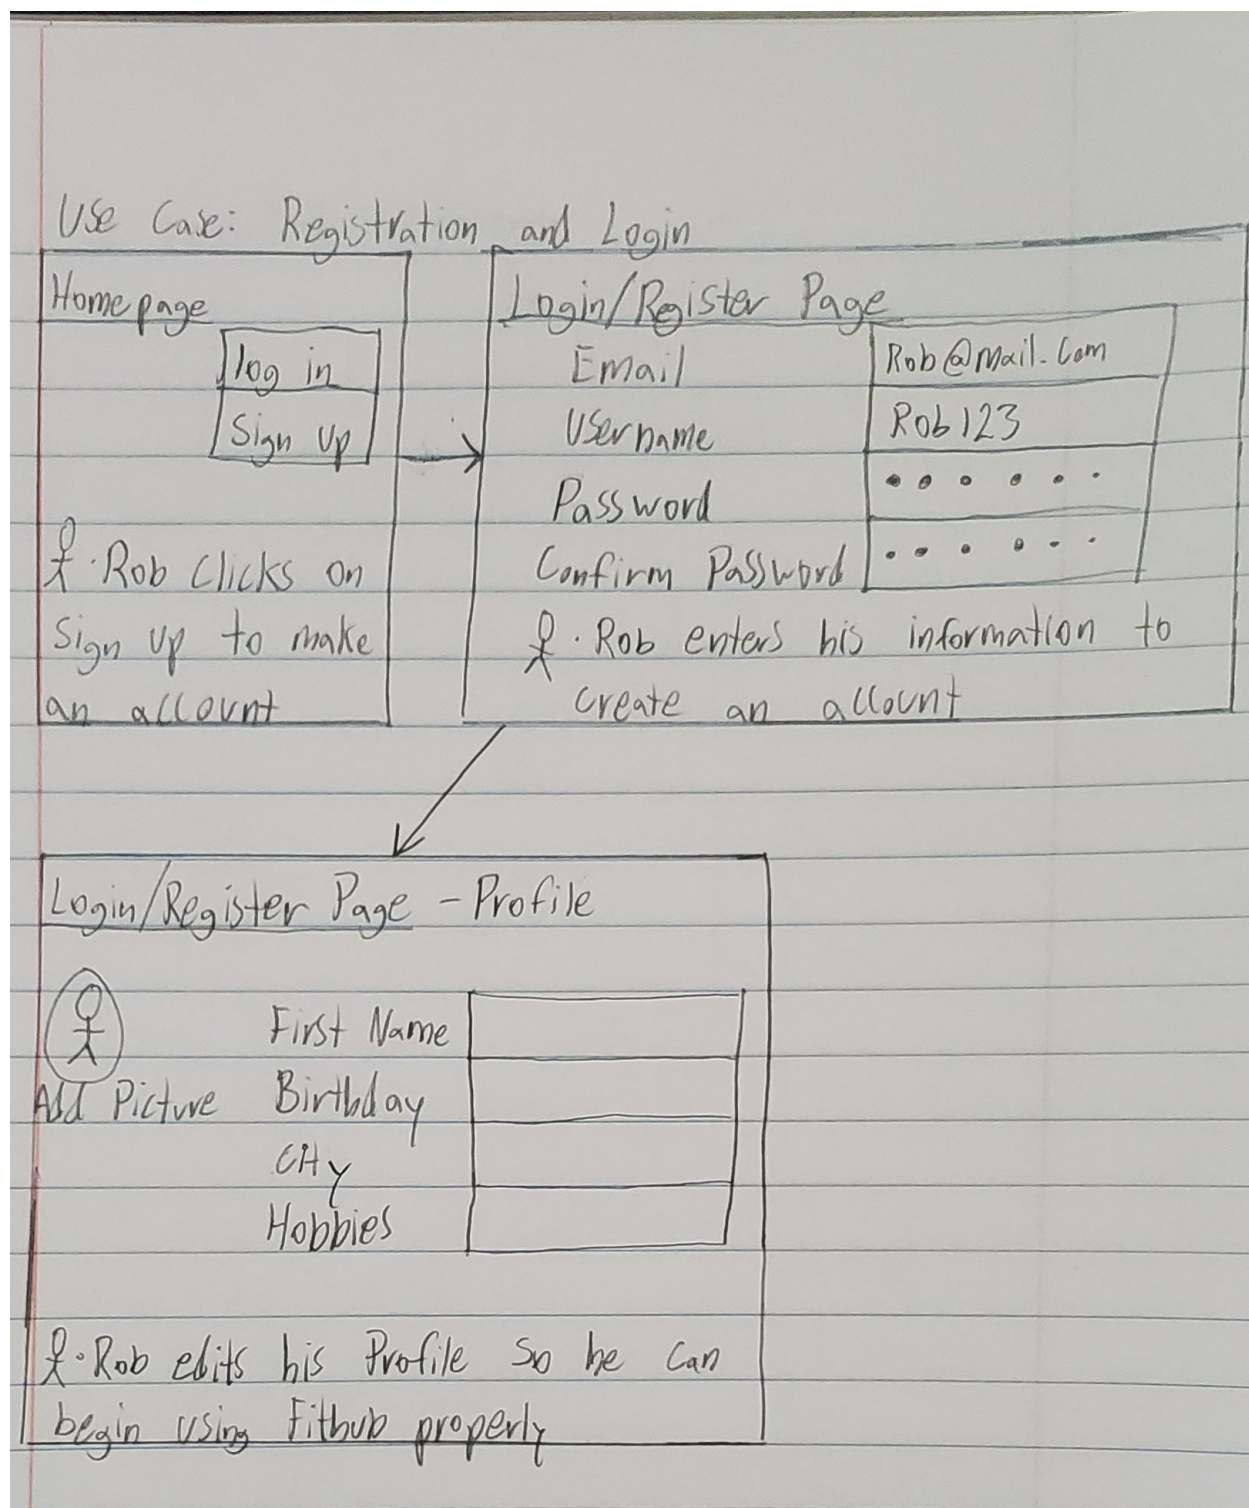 Use Case: Registration and Login
Homepage
log in
Sign up
Rob clicks on
Sign up to make
an account
Login/Register Page
Email Rob@mail.com
Username Rob123
Password ••••••
Confirm Password ••••••
Rob enters his information to
create an account
Login/Register Page - Profile
First Name
Add Picture Birthday
City
Hobbies
Rob edits his Profile so he can
begin using Fithub properly